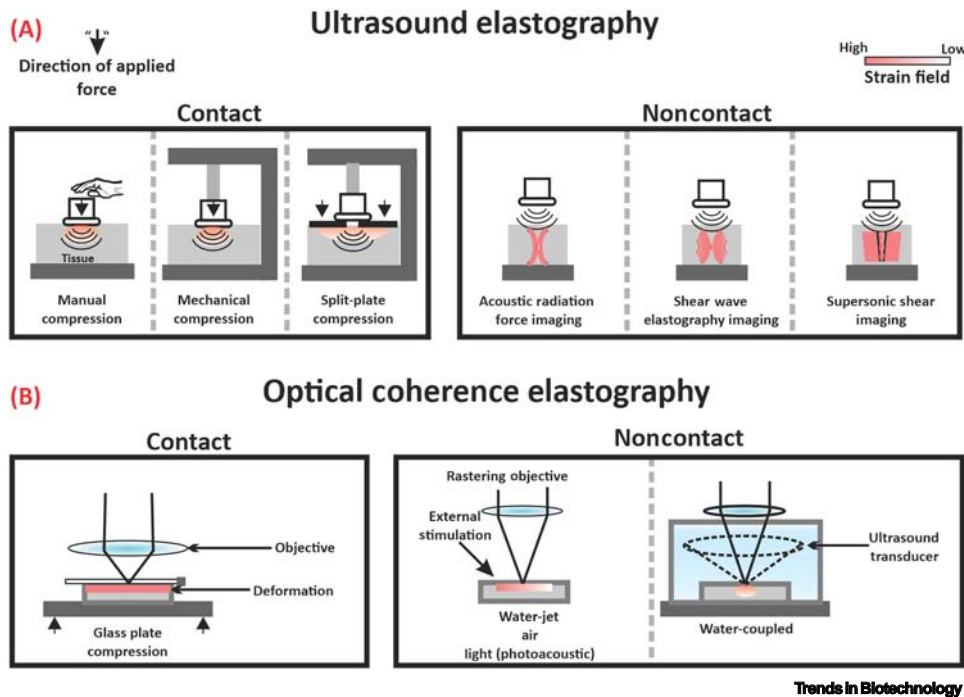 (A)
Ultrasound elastography
Direction of applied
force
High
Low
Strain field
Contact
Noncontact
Tissue
Manual
compression
Mechanical
compression
Split-plate
compression
Acoustic radiation
force imaging
Shear wave
elastography imaging
Supersonic shear
imaging
(B)
Optical coherence elastography
Contact
Noncontact
Objective
Deformation
Glass plate
compression
Rastering objective
External
stimulation
Water-jet
air
light (photoacoustic)
Ultrasound
transducer
Water-coupled
Trends in Biotechnology